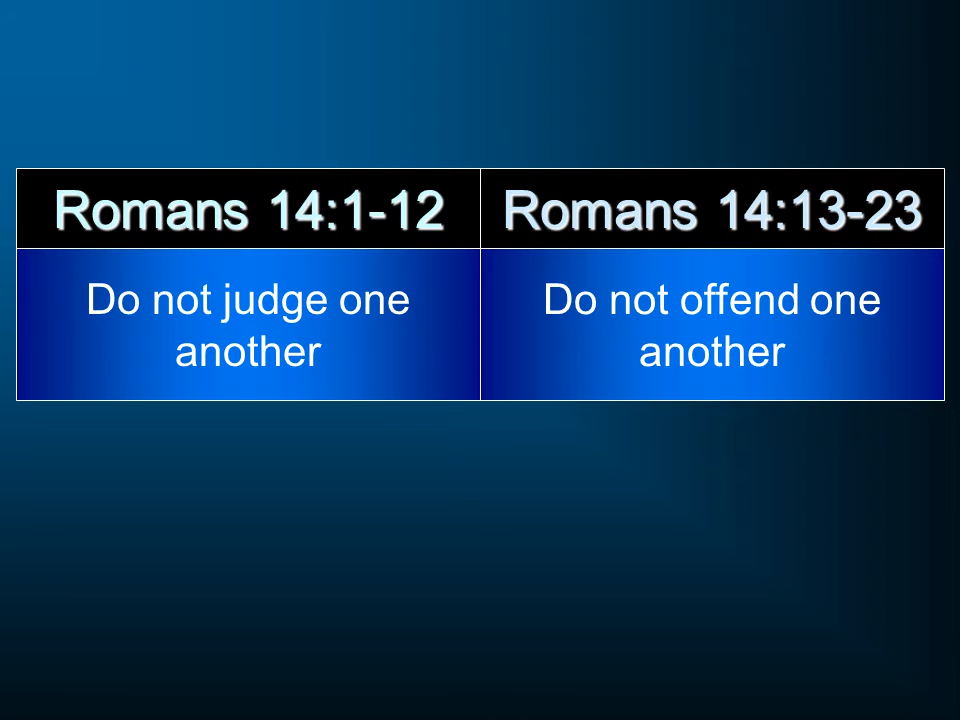 Romans 14:1-12
Romans 14:13-23
Do not judge one
another
Do not offend one
another